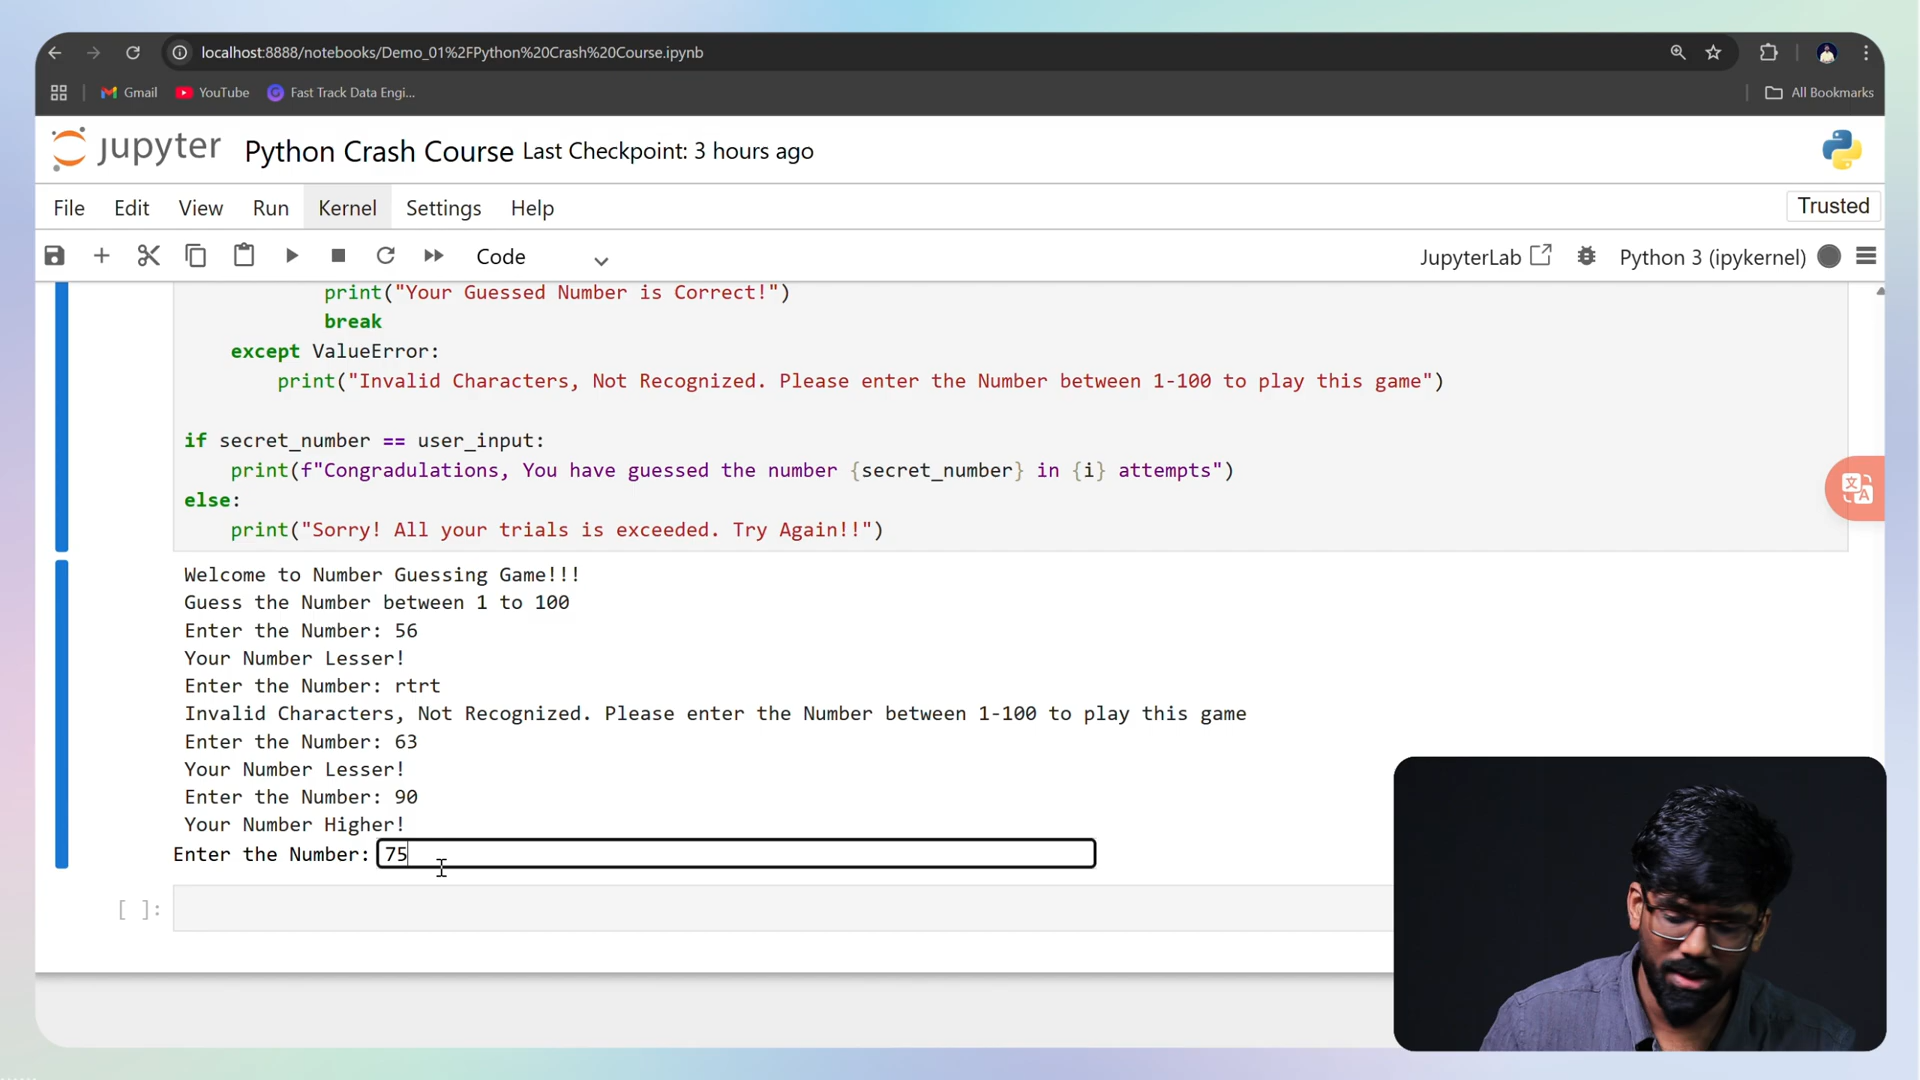 localhost:8888/notebooks/Demo_01%2FPython%20Crash%20Course.ipynb
Gmail YouTube Fast Track Data Engi... All Bookmarks
jupyter Python Crash Course Last Checkpoint: 3 hours ago
File Edit View Run Kernel Settings Help Trusted
Code JupyterLab Python 3 (ipykernel)
print("Your Guessed Number is Correct!")
break
except ValueError:
print("Invalid Characters, Not Recognized. Please enter the Number between 1-100 to play this game")
if secret_number == user_input:
print(f"Congradulations, You have guessed the number {secret_number} in {i} attempts")
else:
print("Sorry! All your trials is exceeded. Try Again!!")
Welcome to Number Guessing Game!!!
Guess the Number between 1 to 100
Enter the Number: 56
Your Number Lesser!
Enter the Number: rtrt
Invalid Characters, Not Recognized. Please enter the Number between 1-100 to play this game
Enter the Number: 63
Your Number Lesser!
Enter the Number: 90
Your Number Higher!
Enter the Number: 75
[ ]: